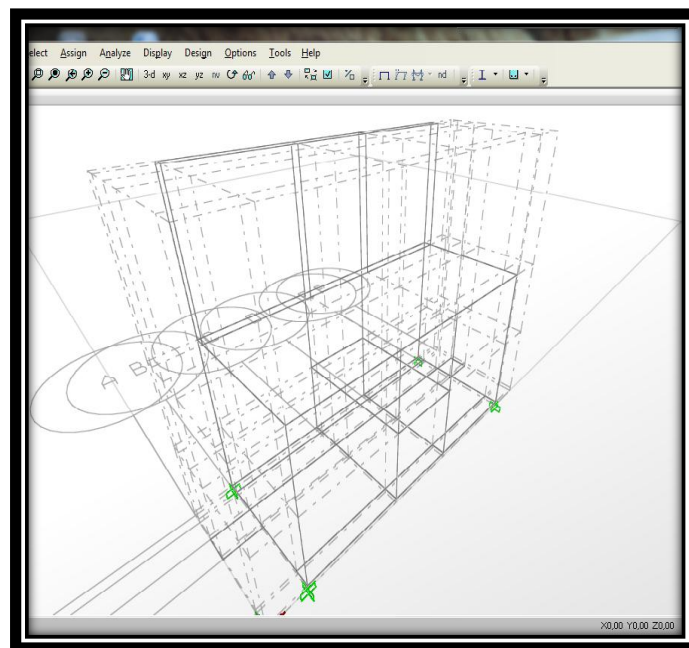 elect Assign Analyze Display Design Options Tools Help
3-d xy xz yz nv nd
A B
X0,00 Y0,00 Z0,00